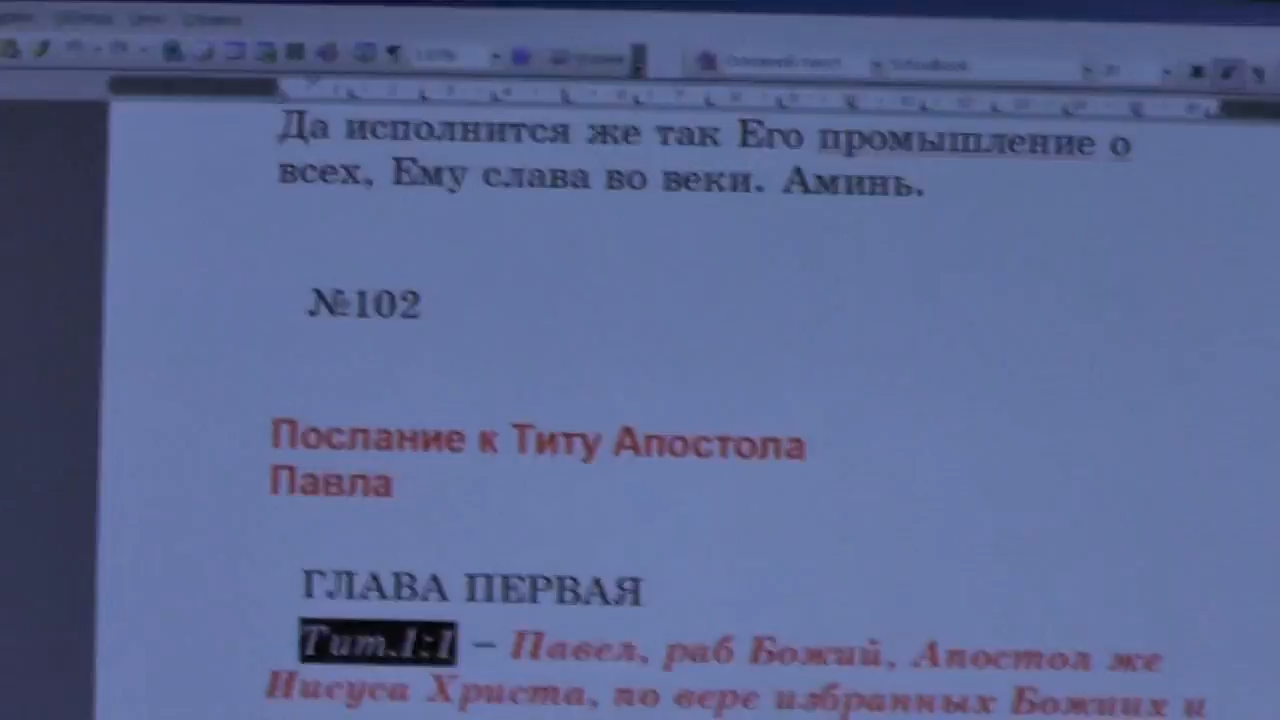 Да исполнится же так Его промышление о
всех, Ему слава во веки. Аминь.
№102
Послание к Титу Апостола
Павла
ГЛАВА ПЕРВАЯ
Тит.1:1 – Павел, раб Божий, Апостол же
Иисуса Христа, по вере избранных Божиих и